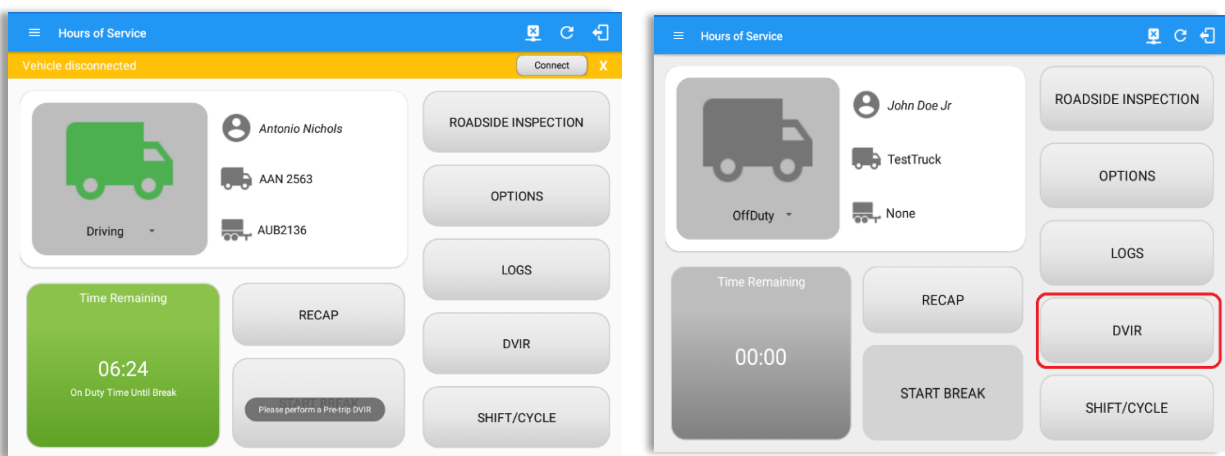 Hours of Service
Vehicle disconnected
Connect
X
Antonio Nichols
AAN 2563
AUB2136
Driving
ROADSIDE INSPECTION
OPTIONS
LOGS
DVIR
SHIFT/CYCLE
Time Remaining
06:24
On Duty Time Until Break
RECAP
START BREAK
Please perform a Pre-trip DVIR
Hours of Service
John Doe Jr
TestTruck
None
OffDuty
ROADSIDE INSPECTION
OPTIONS
LOGS
DVIR
SHIFT/CYCLE
Time Remaining
00:00
RECAP
START BREAK